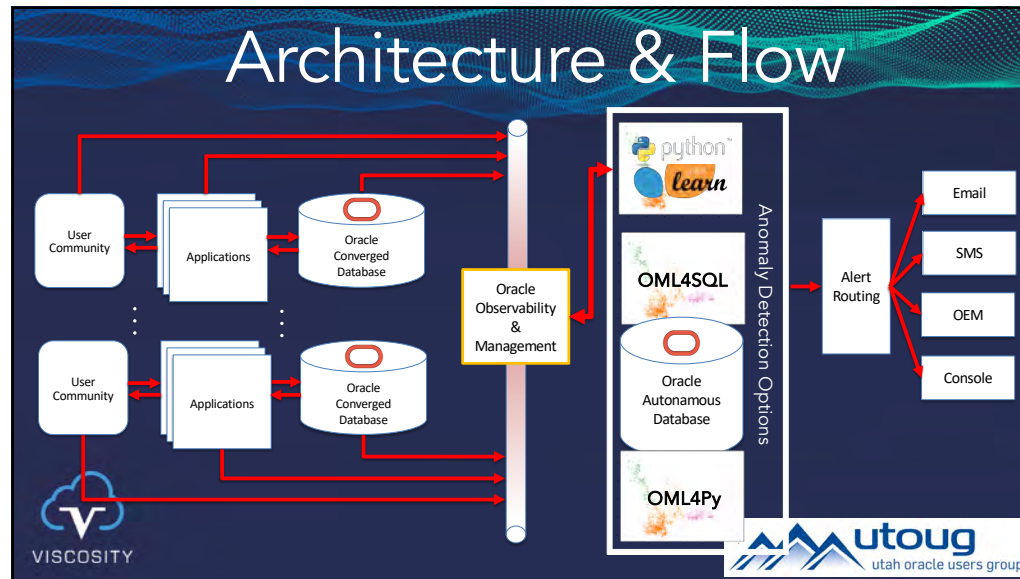 Architecture & Flow
User
Community
Applications
Oracle
Converged
Database
User
Community
Applications
Oracle
Converged
Database
Oracle
Observability
&
Management
python™
learn
OML4SQL
Oracle
Autonamous
Database
OML4Py
Anomaly Detection Options
Alert
Routing
Email
SMS
OEM
Console
V
VISCOSITY
utoug
utah oracle users group